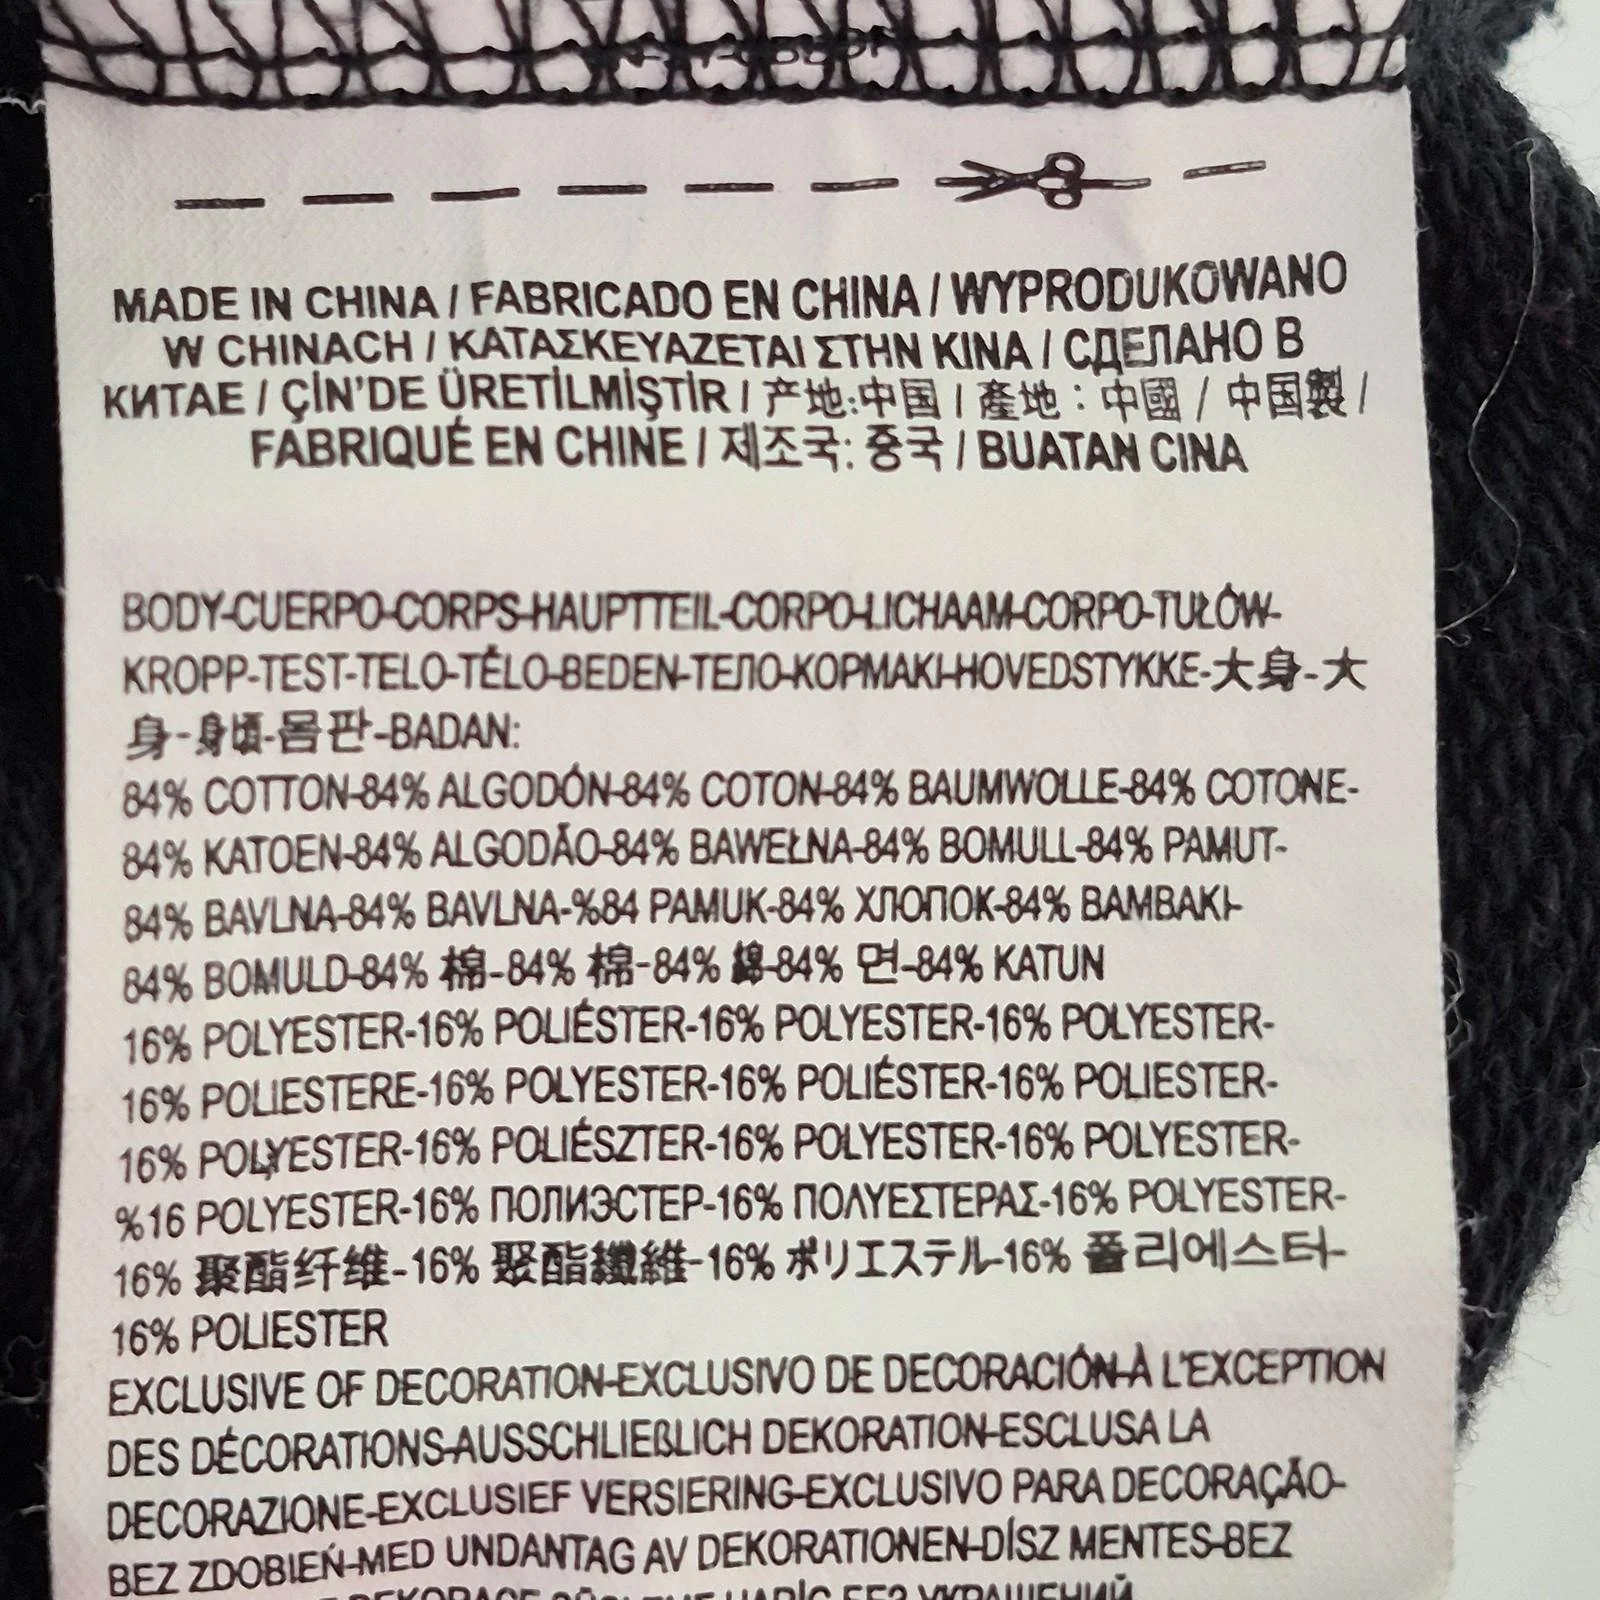 MADE IN CHINA / FABRICADO EN CHINA / WYPRODUKOWANO
W CHINACH / ΚΑΤΑΣΚΕΥΑΖΕΤΑΙ ΣΤΗΝ ΚΙΝΑ / СДЕЛАНО В
КИТАЕ / ÇİN'DE ÜRETİLMİŞTİR / 产地:中国 / 產地：中國 / 中国製 /
FABRIQUÉ EN CHINE / 제조국: 중국 / BUATAN CINA
BODY-CUERPO-CORPS-HAUPTTEIL-CORPO-LICHAAM-CORPO-TUŁÓW-
KROPP-TEST-TELO-TĚLO-BEDEN-ТЕЛО-ΚΟΡΜΑΚΙ-HOVEDSTYKKE-大身-大
身-身頃-몸판-BADAN:
84% COTTON-84% ALGODÓN-84% COTON-84% BAUMWOLLE-84% COTONE-
84% KATOEN-84% ALGODÃO-84% BAWEŁNA-84% BOMULL-84% PAMUT-
84% BAVLNA-84% BAVLNA-%84 PAMUK-84% ХЛОПОК-84% ΒΑΜΒΑΚΙ-
84% BOMULD-84% 棉-84% 棉-84% 綿-84% 면-84% KATUN
16% POLYESTER-16% POLIÉSTER-16% POLYESTER-16% POLYESTER-
16% POLIESTERE-16% POLYESTER-16% POLIÉSTER-16% POLIESTER-
16% POLYESTER-16% POLIÉSZTER-16% POLYESTER-16% POLYESTER-
%16 POLYESTER-16% ПОЛИЭСТЕР-16% ΠΟΛΥΕΣΤΕΡΑΣ-16% POLYESTER-
16% 聚酯纤维-16% 聚酯纖維-16% ポリエステル-16% 폴리에스터-
16% POLIESTER
EXCLUSIVE OF DECORATION-EXCLUSIVO DE DECORACIÓN-À L'EXCEPTION
DES DÉCORATIONS-AUSSCHLIEßLICH DEKORATION-ESCLUSA LA
DECORAZIONE-EXCLUSIEF VERSIERING-EXCLUSIVO PARA DECORAÇÃO-
BEZ ZDOBIEŃ-MED UNDANTAG AV DEKORATIONEN-DÍSZ MENTES-BEZ
УКРАШЕНИЙ